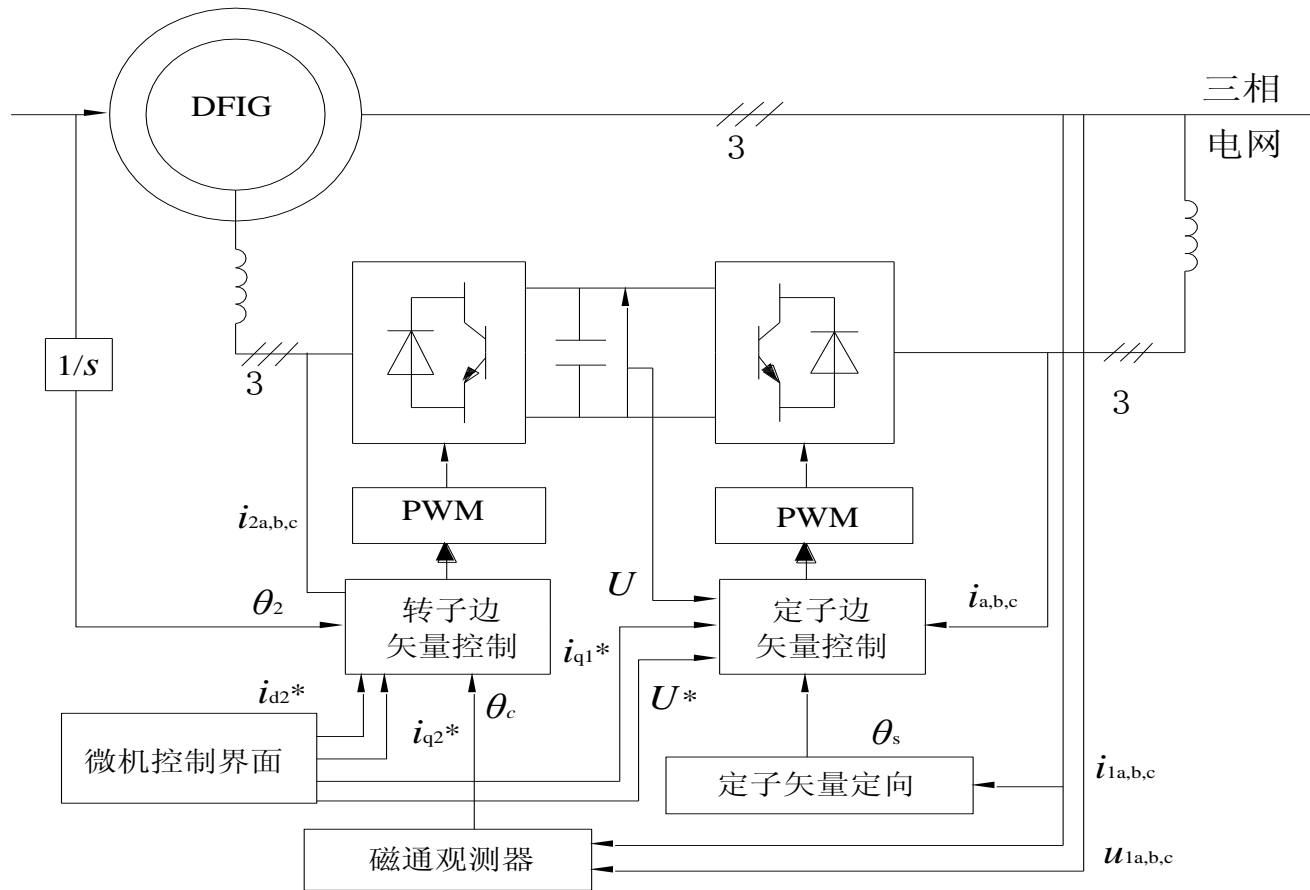 DFIG
三相
电网
3
1/s
3
3
PWM
PWM
i2a,b,c
θ2
转子边
矢量控制
U
定子边
矢量控制
ia,b,c
iq1*
id2*
iq2*
θc
U*
θs
微机控制界面
定子矢量定向
i1a,b,c
磁通观测器
u1a,b,c